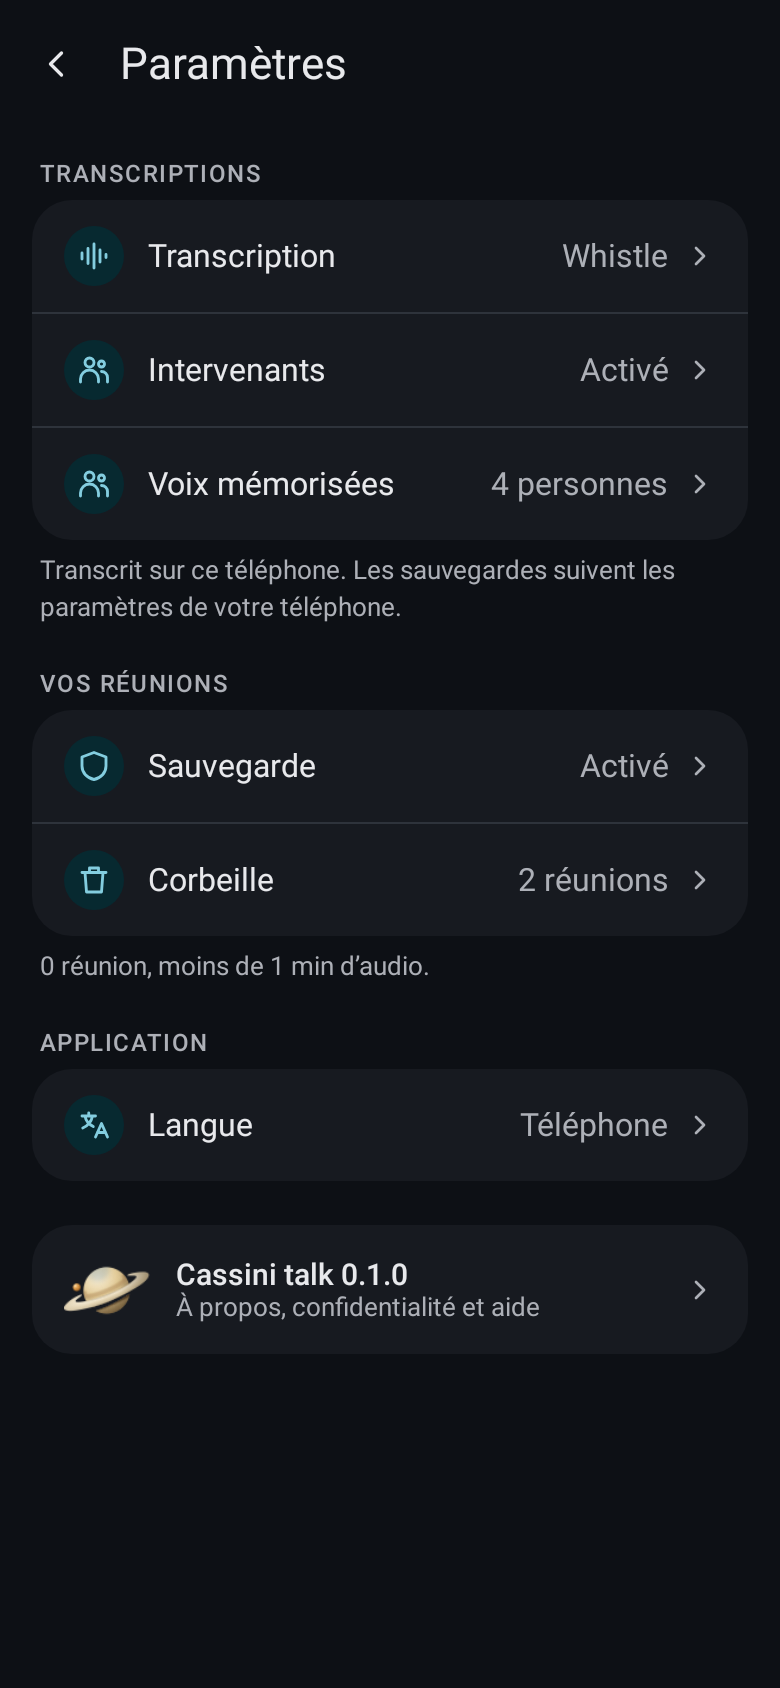 Paramètres
TRANSCRIPTIONS
Transcription Whistle
Intervenants Activé
Voix mémorisées 4 personnes
Transcrit sur ce téléphone. Les sauvegardes suivent les
paramètres de votre téléphone.
VOS RÉUNIONS
Sauvegarde Activé
Corbeille 2 réunions
0 réunion, moins de 1 min d’audio.
APPLICATION
Langue Téléphone
Cassini talk 0.1.0
À propos, confidentialité et aide